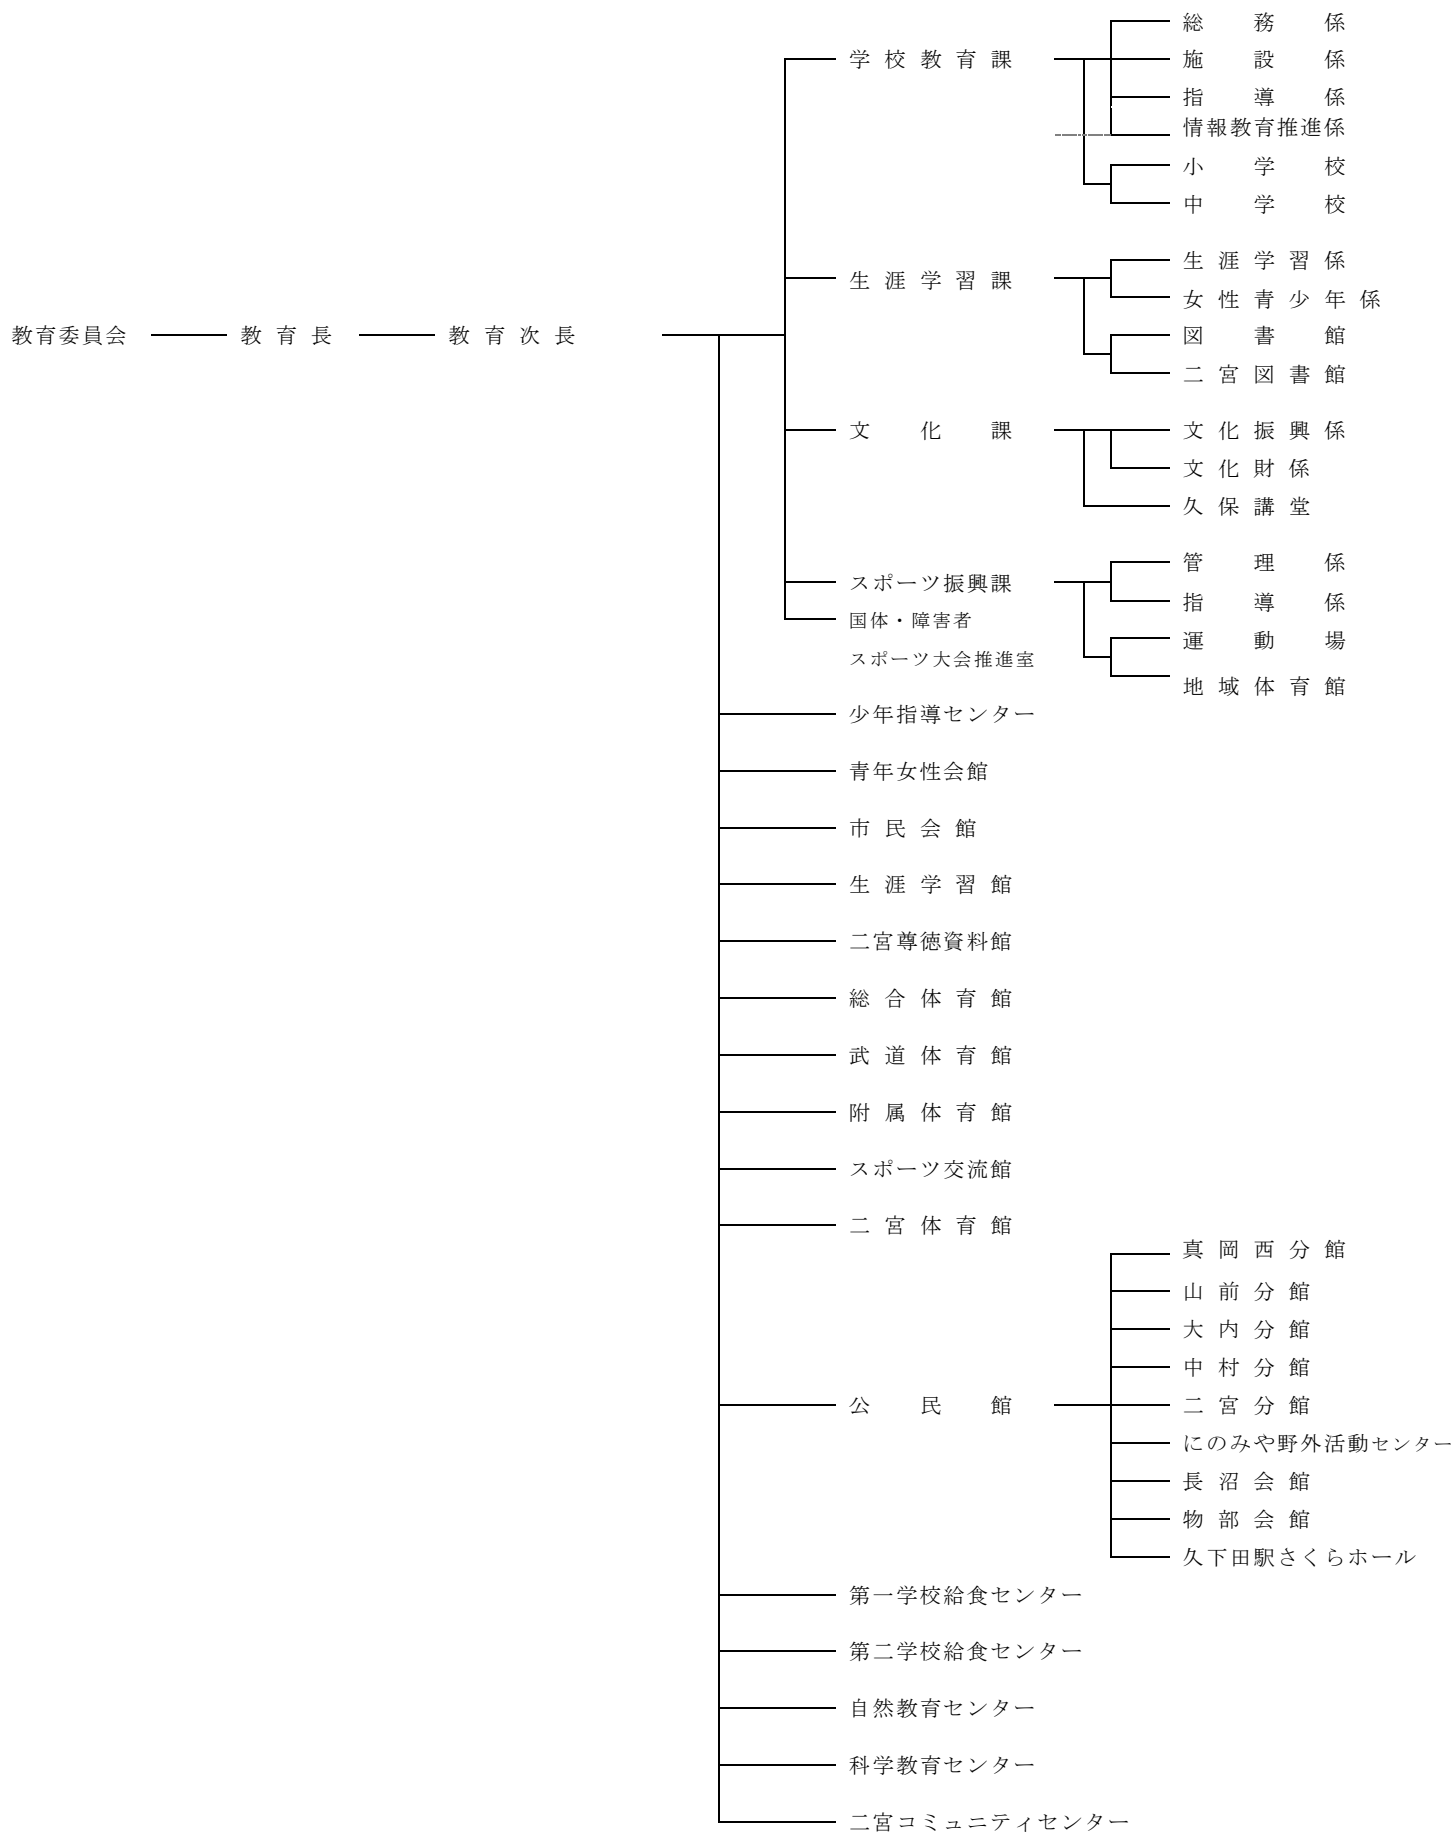 総務係
学校教育課
施設係
指導係
情報教育推進係
小学校
中学校
生涯学習係
生涯学習課
女性青少年係
教育委員会
教育長
教育次長
図書館
二宮図書館
文化課
文化振興係
文化財係
久保講堂
管理係
スポーツ振興課
指導係
国体・障害者
スポーツ大会推進室
運動場
地域体育館
少年指導センター
青年女性会館
市民会館
生涯学習館
二宮尊徳資料館
総合体育館
武道体育館
附属体育館
スポーツ交流館
二宮体育館
真岡西分館
山前分館
大内分館
中村分館
公民館
二宮分館
にのみや野外活動センター
長沼会館
物部会館
久下田駅さくらホール
第一学校給食センター
第二学校給食センター
自然教育センター
科学教育センター
二宮コミュニティセンター